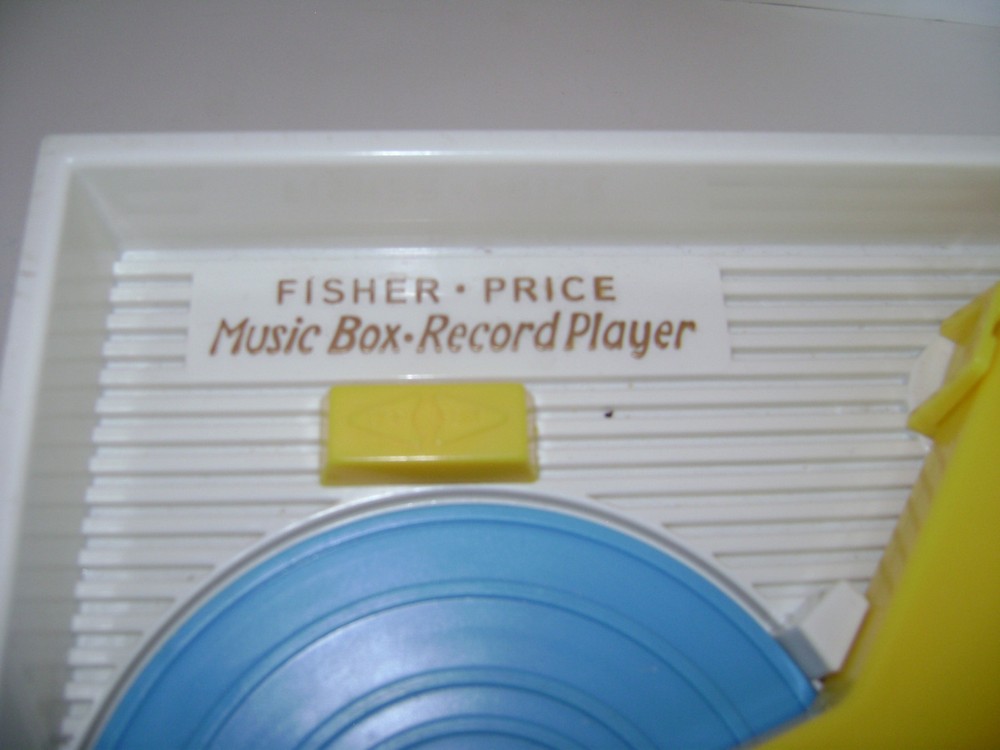 FISHER • PRICE
Music Box • Record Player